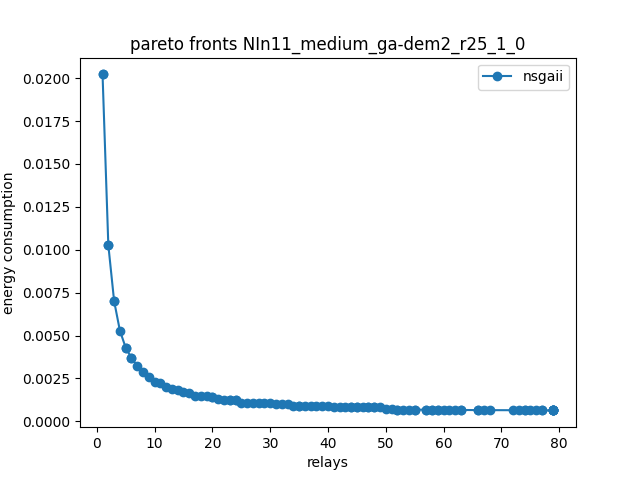 pareto fronts NIn11_medium_ga-dem2_r25_1_0
nsgaii
energy consumption
0.0200
0.0175
0.0150
0.0125
0.0100
0.0075
0.0050
0.0025
0.0000
0 10 20 30 40 50 60 70 80
relays